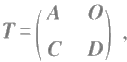 T = ( A O
C D ) ,